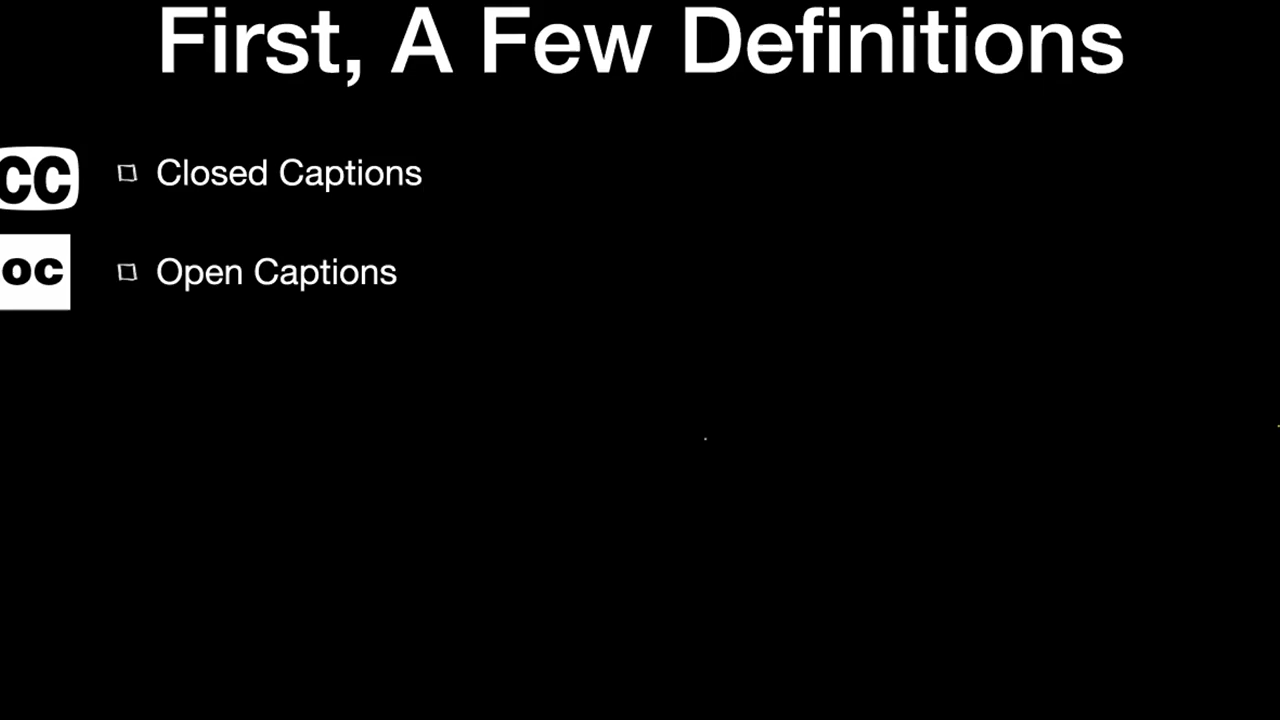 First, A Few Definitions
CC
Closed Captions
OC
Open Captions